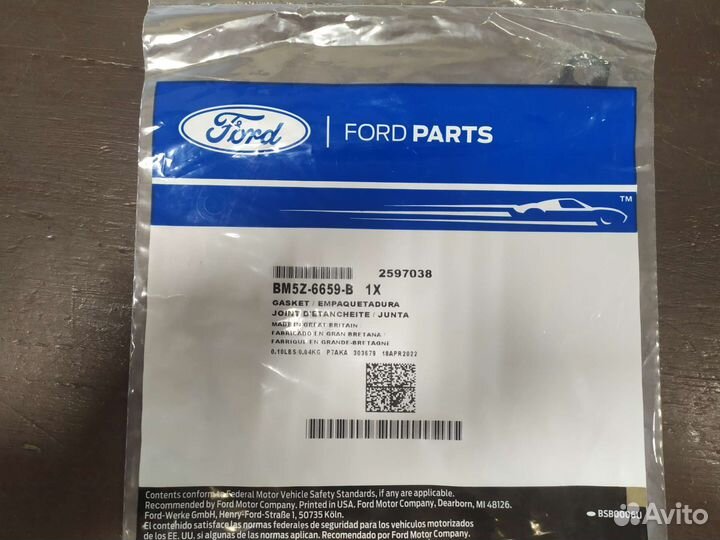 Ford
FORD PARTS
TM
2597038
BM5Z-6659-B 1X
GASKET / EMPAQUETADURA
JOINT D'ETANCHEITE / JUNTA
MADE IN GREAT BRITAIN
FABRICADO EN GRAN BRETANA
FABRIQUE EN GRANDE-BRETAGNE
0.10LBS/0.04KG P7AKA 303679 18APR2022
Contents conform to Federal Motor Vehicle Safety Standards, if any are applicable.
Recommended by Ford Motor Company, Printed in USA, Ford Motor Company, Dearborn, MI 48126.
Ford-Werke GmbH, Henry-Ford-Straße 1, 50735 Köln.
El contenido satisface las normas federales de seguridad para los vehículos motorizados
de los EE. UU. si algunas de las normas aplican. Recomendado por Ford Motor Company.
Avito